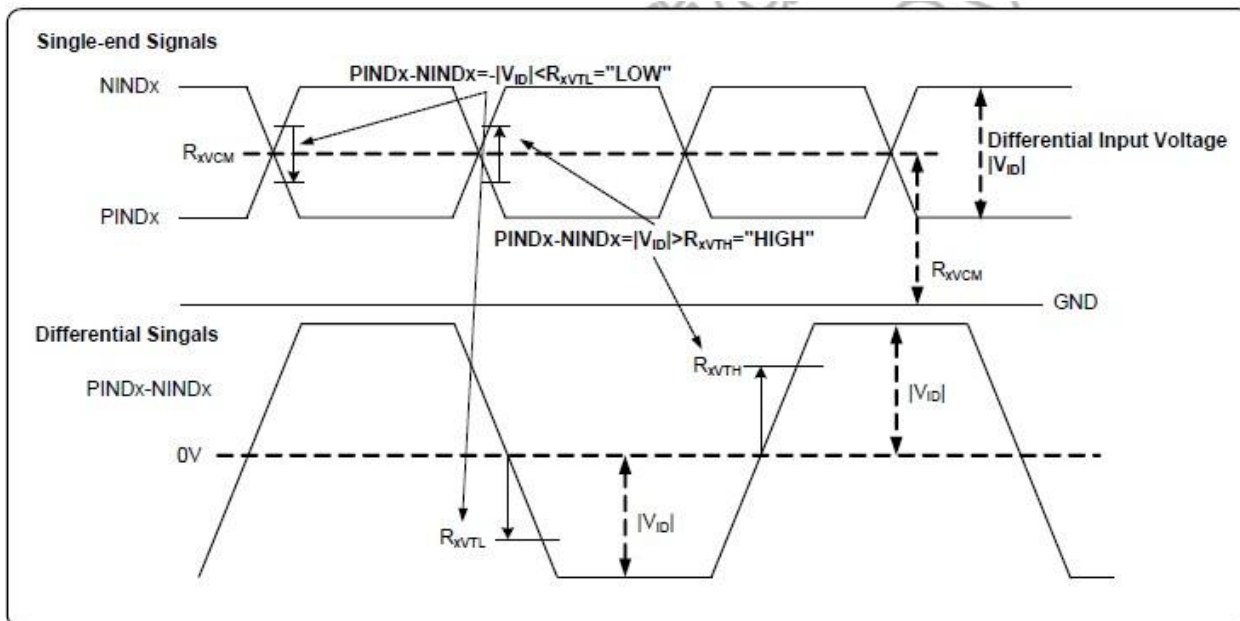 Single-end Signals
PINDx-NINDx=-|VID|<RxVTL="LOW"
NINDx
RxVCM
Differential Input Voltage
|VID|
PINDx
PINDx-NINDx=|VID|>RxVTH="HIGH"
RxVCM
GND
Differential Singals
RxVTH
PINDx-NINDx
|VID|
0V
|VID|
RxVTL